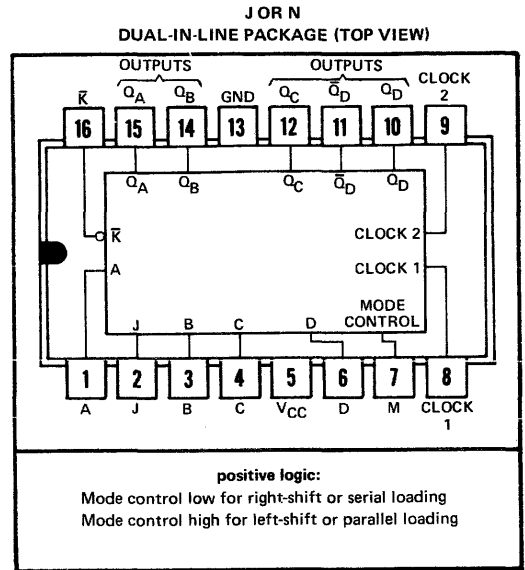 J OR N
DUAL-IN-LINE PACKAGE (TOP VIEW)
OUTPUTS OUTPUTS
K̅ QA QB GND QC Q̅D QD CLOCK 2
16 15 14 13 12 11 10 9
QA QB QC Q̅D QD
K̅ CLOCK 2
A CLOCK 1
MODE
J B C D CONTROL
1 2 3 4 5 6 7 8
A J B C VCC D M CLOCK 1
positive logic:
Mode control low for right-shift or serial loading
Mode control high for left-shift or parallel loading